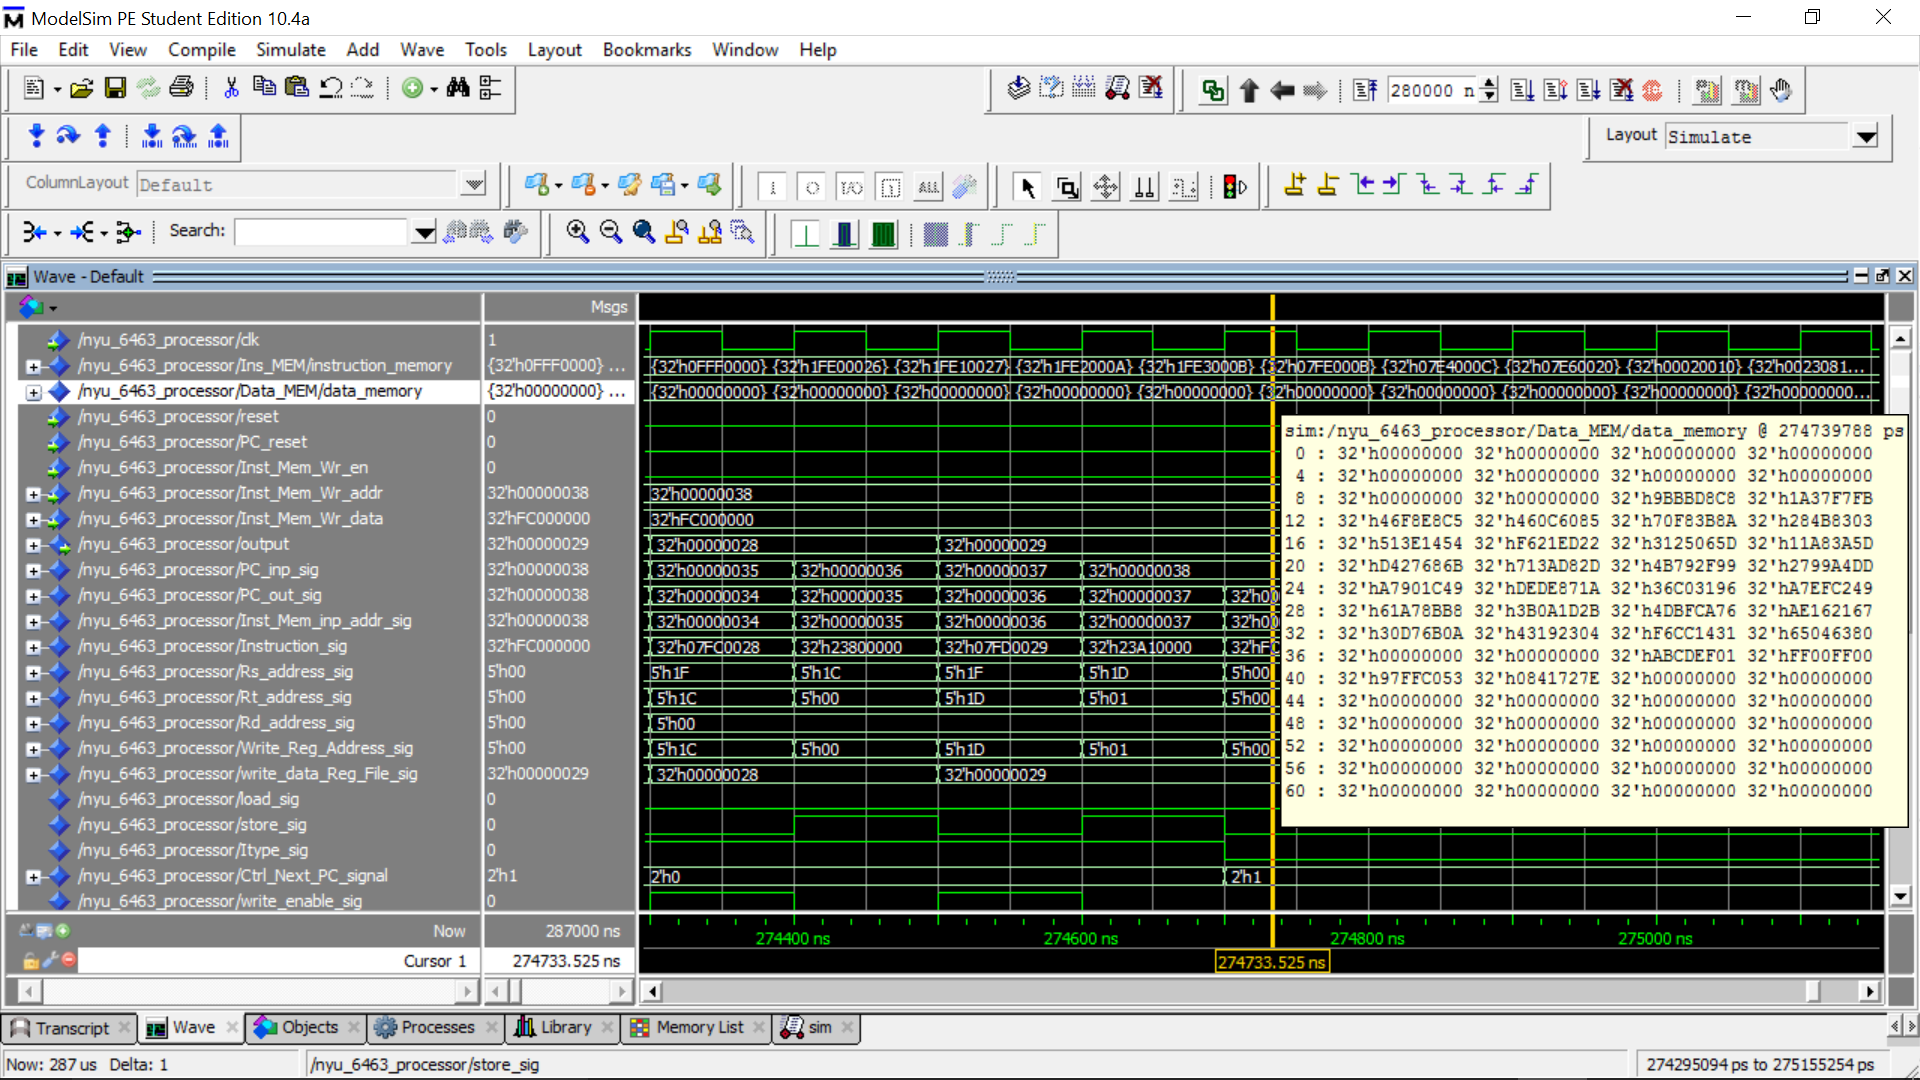 ModelSim PE Student Edition 10.4a
File Edit View Compile Simulate Add Wave Tools Layout Bookmarks Window Help
280000 n
Layout Simulate
ColumnLayout Default
ALL
Search:
Wave - Default
Msgs
/nyu_6463_processor/clk 1
/nyu_6463_processor/Ins_MEM/instruction_memory {32'h0FFF0000} ... {32'h0FFF0000} {32'h1FE00026} {32'h1FE10027} {32'h1FE2000A} {32'h1FE3000B} {32'h07FE000B} {32'h07E4000C} {32'h07E60020} {32'h00020010} {32'h0023081...
/nyu_6463_processor/Data_MEM/data_memory {32'h00000000} ... {32'h00000000} {32'h00000000} {32'h00000000} {32'h00000000} {32'h00000000} {32'h00000000} {32'h00000000} {32'h00000000} {32'h00000000} {32'h00000000...
/nyu_6463_processor/reset 0
/nyu_6463_processor/PC_reset 0
/nyu_6463_processor/Inst_Mem_Wr_en 0
/nyu_6463_processor/Inst_Mem_Wr_addr 32'h00000038 32'h00000038
/nyu_6463_processor/Inst_Mem_Wr_data 32'hFC000000 32'hFC000000
/nyu_6463_processor/output 32'h00000029 32'h00000028 32'h00000029
/nyu_6463_processor/PC_inp_sig 32'h00000038 32'h00000035 32'h00000036 32'h00000037 32'h00000038
/nyu_6463_processor/PC_out_sig 32'h00000038 32'h00000034 32'h00000035 32'h00000036 32'h00000037 32'h00
/nyu_6463_processor/Inst_Mem_inp_addr_sig 32'h00000038 32'h00000034 32'h00000035 32'h00000036 32'h00000037 32'h00
/nyu_6463_processor/Instruction_sig 32'hFC000000 32'h07FC0028 32'h23800000 32'h07FD0029 32'h23A10000 32'hFC
/nyu_6463_processor/Rs_address_sig 5'h00 5'h1F 5'h1C 5'h1F 5'h1D 5'h00
/nyu_6463_processor/Rt_address_sig 5'h00 5'h1C 5'h00 5'h1D 5'h01 5'h00
/nyu_6463_processor/Rd_address_sig 5'h00 5'h00
/nyu_6463_processor/Write_Reg_Address_sig 5'h00 5'h1C 5'h00 5'h1D 5'h01 5'h00
/nyu_6463_processor/write_data_Reg_File_sig 32'h00000029 32'h00000028 32'h00000029
/nyu_6463_processor/load_sig 0
/nyu_6463_processor/store_sig 0
/nyu_6463_processor/Itype_sig 0
/nyu_6463_processor/Ctrl_Next_PC_signal 2'h1 2'h0 2'h1
/nyu_6463_processor/write_enable_sig 0
sim:/nyu_6463_processor/Data_MEM/data_memory @ 274739788 ps
0 : 32'h00000000 32'h00000000 32'h00000000 32'h00000000
4 : 32'h00000000 32'h00000000 32'h00000000 32'h00000000
8 : 32'h00000000 32'h00000000 32'h9BBBD8C8 32'h1A37F7FB
12 : 32'h46F8E8C5 32'h460C6085 32'h70F83B8A 32'h284B8303
16 : 32'h513E1454 32'hF621ED22 32'h3125065D 32'h11A83A5D
20 : 32'hD427686B 32'h713AD82D 32'h4B792F99 32'h2799A4DD
24 : 32'hA7901C49 32'hDEDE871A 32'h36C03196 32'hA7EFC249
28 : 32'h61A78BB8 32'h3B0A1D2B 32'h4DBFCA76 32'hAE162167
32 : 32'h30D76B0A 32'h43192304 32'hF6CC1431 32'h65046380
36 : 32'h00000000 32'h00000000 32'hABCDEF01 32'hFF00FF00
40 : 32'h97FFC053 32'h0841727E 32'h00000000 32'h00000000
44 : 32'h00000000 32'h00000000 32'h00000000 32'h00000000
48 : 32'h00000000 32'h00000000 32'h00000000 32'h00000000
52 : 32'h00000000 32'h00000000 32'h00000000 32'h00000000
56 : 32'h00000000 32'h00000000 32'h00000000 32'h00000000
60 : 32'h00000000 32'h00000000 32'h00000000 32'h00000000
Now 287000 ns 274400 ns 274600 ns 274800 ns 275000 ns
Cursor 1 274733.525 ns 274733.525 ns
Transcript Wave Objects Processes Library Memory List sim
Now: 287 us Delta: 1 /nyu_6463_processor/store_sig 274295094 ps to 275155254 ps